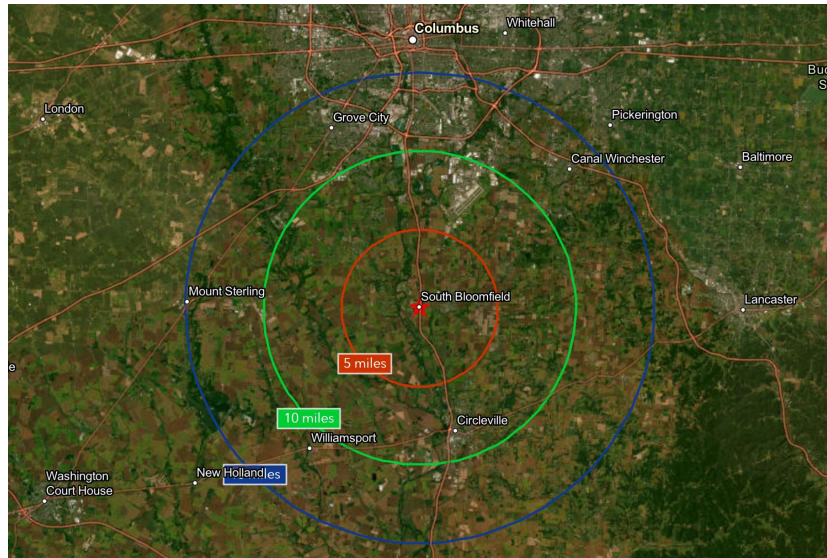 Columbus
Whitehall
London
Grove City
Pickerington
Canal Winchester
Baltimore
Mount Sterling
South Bloomfield
Lancaster
5 miles
10 miles
Circleville
Williamsport
New Holland
Washington
Court House